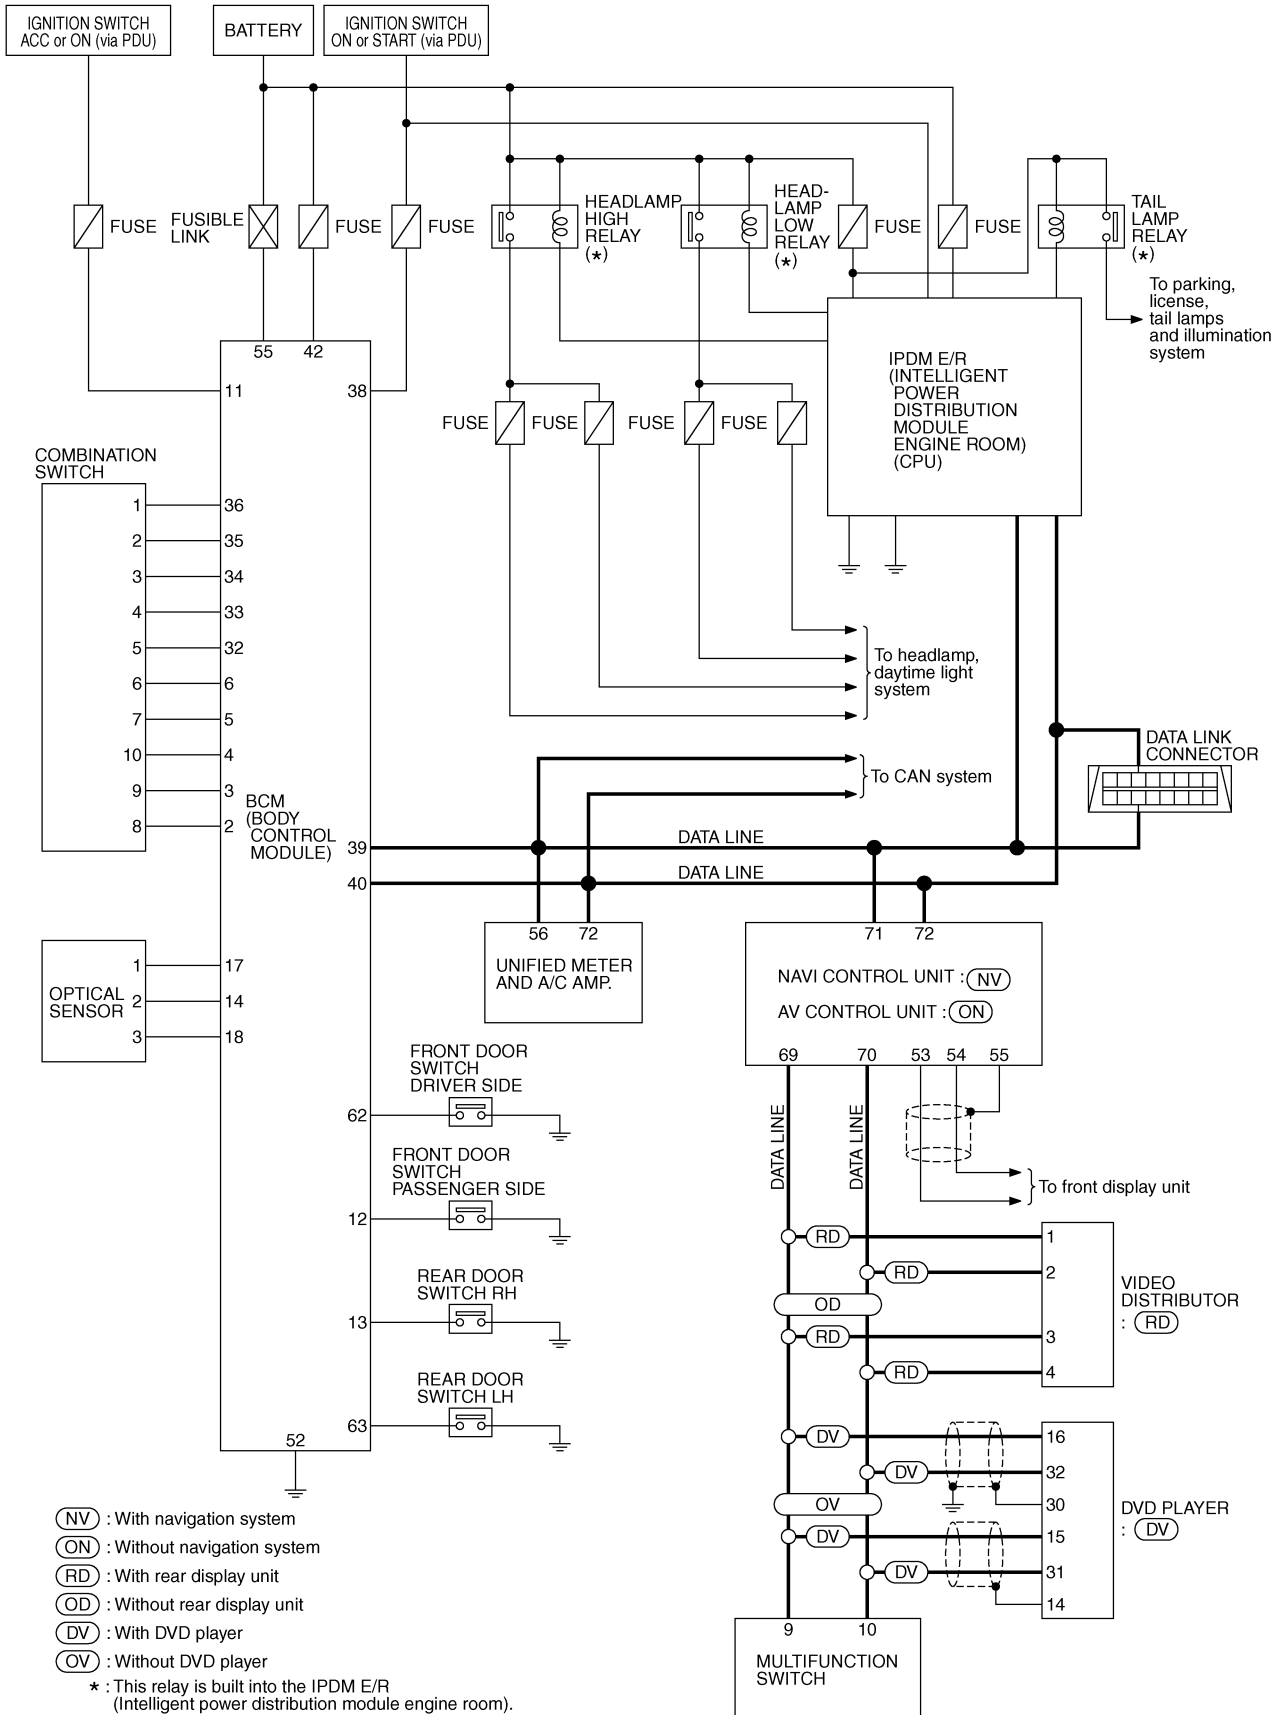 IGNITION SWITCH
ACC or ON (via PDU)
BATTERY
IGNITION SWITCH
ON or START (via PDU)
FUSE
FUSIBLE
LINK
FUSE
FUSE
HEADLAMP
HIGH
RELAY
(*)
HEAD-
LAMP
LOW
RELAY
(*)
FUSE
TAIL
LAMP
RELAY
(*)
To parking,
license,
tail lamps
and illumination
system
55 42
11 38
IPDM E/R
(INTELLIGENT
POWER
DISTRIBUTION
MODULE
ENGINE ROOM)
(CPU)
FUSE FUSE FUSE FUSE
COMBINATION
SWITCH
1 36
2 35
3 34
4 33
5 32
6 6
7 5
10 4
9 3
8 2
BCM
(BODY
CONTROL
MODULE)
39
40
To headlamp,
daytime light
system
To CAN system
DATA LINK
CONNECTOR
DATA LINE
DATA LINE
56 72
UNIFIED METER
AND A/C AMP.
71 72
NAVI CONTROL UNIT : NV
AV CONTROL UNIT : ON
69 70 53 54 55
OPTICAL
SENSOR
1 17
2 14
3 18
FRONT DOOR
SWITCH
DRIVER SIDE
62
FRONT DOOR
SWITCH
PASSENGER SIDE
12
REAR DOOR
SWITCH RH
13
REAR DOOR
SWITCH LH
63
52
DATA LINE
DATA LINE
To front display unit
RD 1
RD 2
OD
RD 3
RD 4
VIDEO
DISTRIBUTOR
: RD
DV 16
DV 32
OV 30
DV 15
DV 31
14
DVD PLAYER
: DV
9 10
MULTIFUNCTION
SWITCH
NV : With navigation system
ON : Without navigation system
RD : With rear display unit
OD : Without rear display unit
DV : With DVD player
OV : Without DVD player
* : This relay is built into the IPDM E/R
(Intelligent power distribution module engine room).